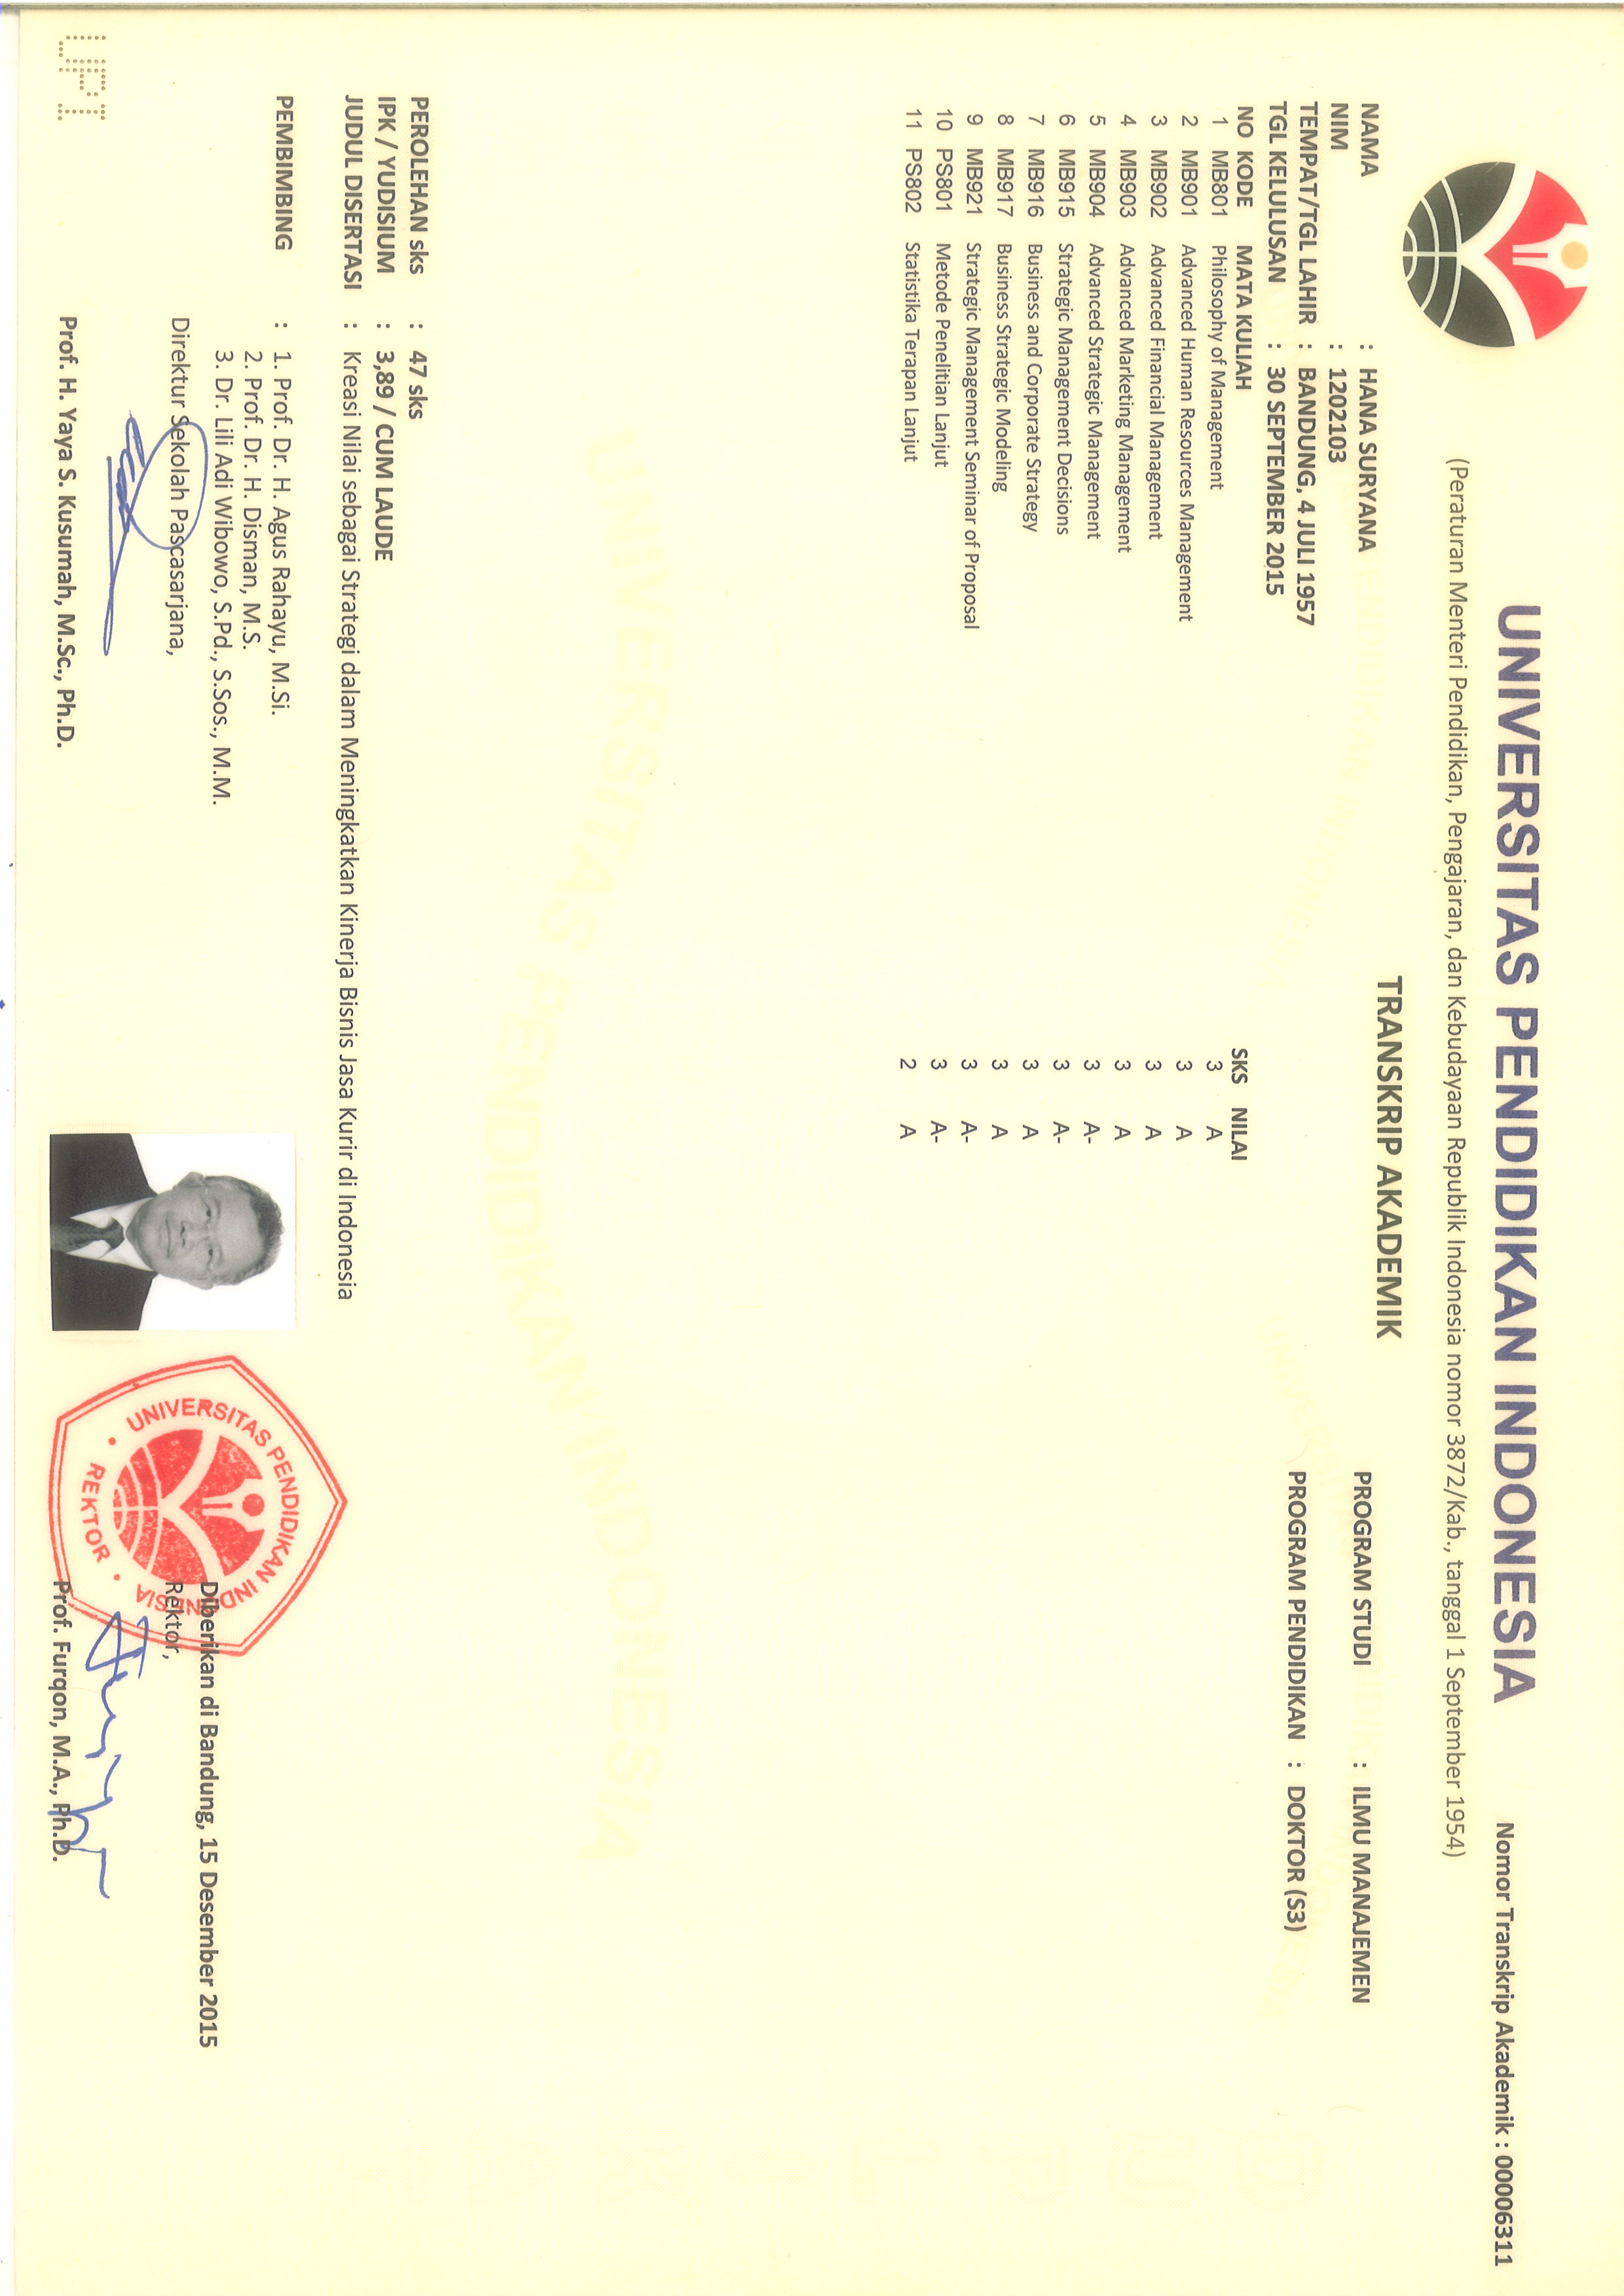 UNIVERSITAS PENDIDIKAN INDONESIA
Nomor Transkrip Akademik : 00006311
(Peraturan Menteri Pendidikan, Pengajaran, dan Kebudayaan Republik Indonesia nomor 3872/Kab., tanggal 1 September 1954)
TRANSKRIP AKADEMIK
NAMA : HANA SURYANA
NIM : 1202103
TEMPAT/TGL LAHIR : BANDUNG, 4 JULI 1957
TGL KELULUSAN : 30 SEPTEMBER 2015
PROGRAM STUDI : ILMU MANAJEMEN
PROGRAM PENDIDIKAN : DOKTOR (S3)
NO KODE MATA KULIAH SKS NILAI
1 MB801 Philosophy of Management 3 A
2 MB901 Advanced Human Resources Management 3 A
3 MB902 Advanced Financial Management 3 A
4 MB903 Advanced Marketing Management 3 A
5 MB904 Advanced Strategic Management 3 A-
6 MB915 Strategic Management Decisions 3 A-
7 MB916 Business and Corporate Strategy 3 A
8 MB917 Business Strategic Modeling 3 A
9 MB921 Strategic Management Seminar of Proposal 3 A-
10 PS801 Metode Penelitian Lanjut 3 A-
11 PS802 Statistika Terapan Lanjut 2 A
UNIVERSITAS PENDIDIKAN INDONESIA
UNIVERSITAS PENDIDIKAN INDONESIA
UNIVERSITAS PENDIDIKAN INDONESIA
DUPLIKAT
PEROLEHAN sks : 47 sks
IPK / YUDISIUM : 3,89 / CUM LAUDE
JUDUL DISERTASI : Kreasi Nilai sebagai Strategi dalam Meningkatkan Kinerja Bisnis Jasa Kurir di Indonesia
PEMBIMBING : 1. Prof. Dr. H. Agus Rahayu, M.Si.
2. Prof. Dr. H. Disman, M.S.
3. Dr. Lili Adi Wibowo, S.Pd., S.Sos., M.M.
Direktur Sekolah Pascasarjana,
Prof. H. Yaya S. Kusumah, M.Sc., Ph.D.
UPI
UNIVERSITAS PENDIDIKAN INDONESIA
REKTOR
Diberikan di Bandung, 15 Desember 2015
Rektor,
Prof. Furqon, M.A., Ph.D.